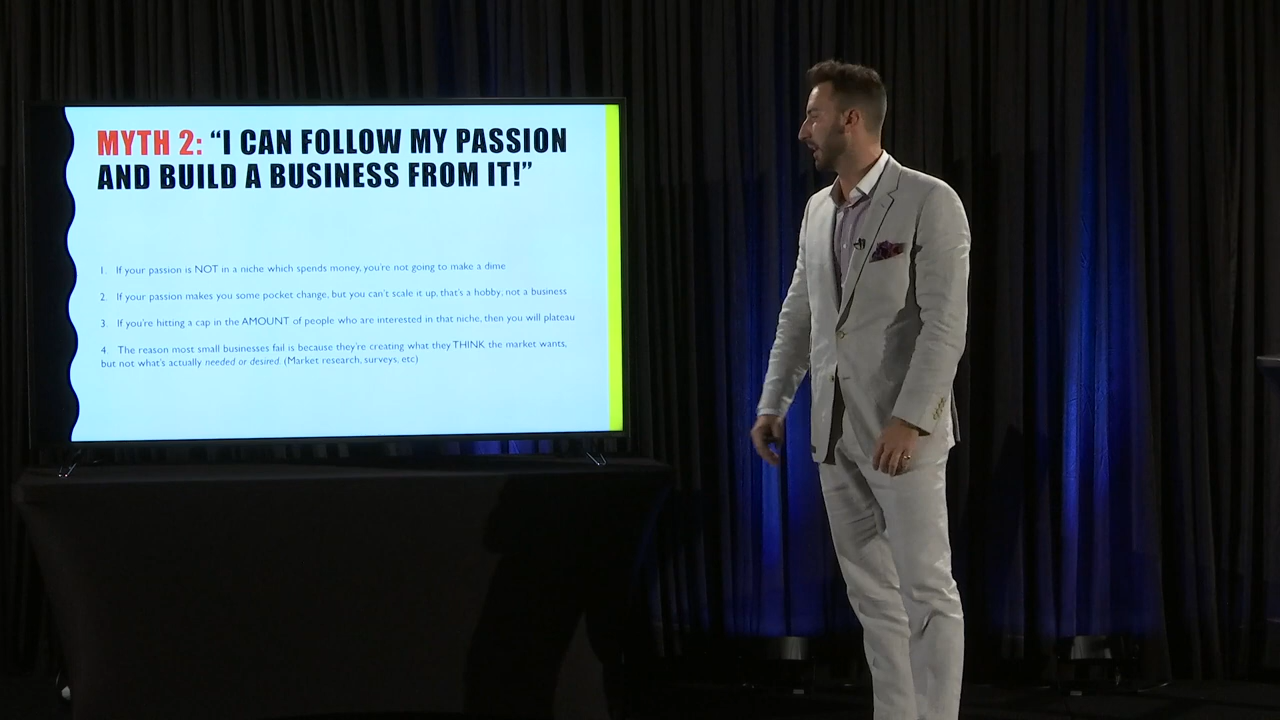 MYTH 2: “I CAN FOLLOW MY PASSION
AND BUILD A BUSINESS FROM IT!”
1. If your passion is NOT in a niche which spends money, you're not going to make a dime
2. If your passion makes you some pocket change, but you can't scale it up, that's a hobby, not a business
3. If you're hitting a cap in the AMOUNT of people who are interested in that niche, then you will plateau
4. The reason most small businesses fail is because they're creating what they THINK the market wants,
but not what's actually needed or desired. (Market research, surveys, etc)